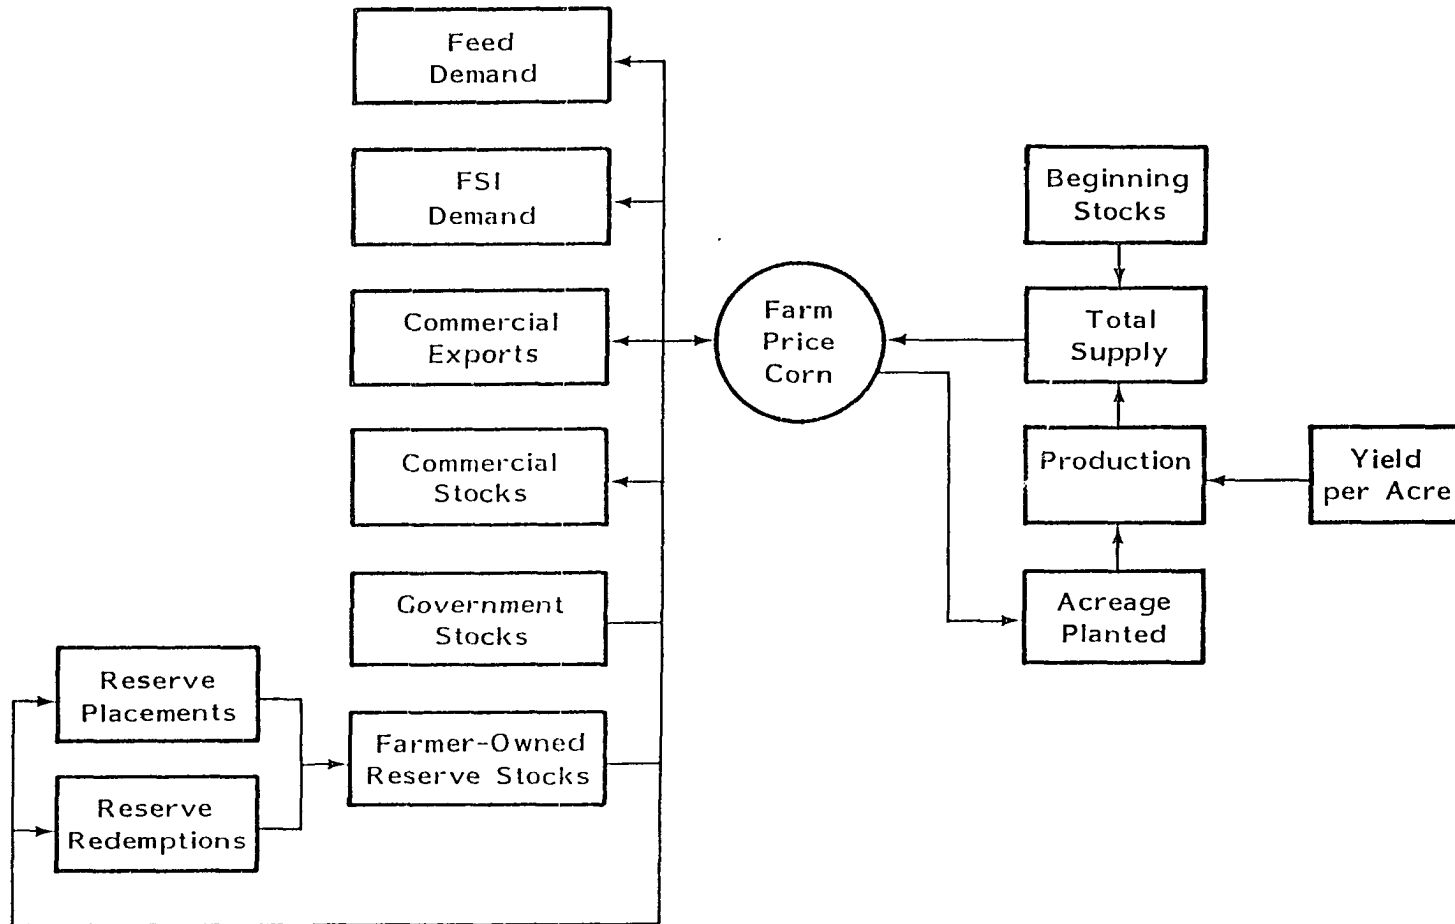 Feed
Demand
FSI
Demand
Commercial
Exports
Commercial
Stocks
Government
Stocks
Farmer-Owned
Reserve Stocks
Reserve
Placements
Reserve
Redemptions
Farm
Price
Corn
Beginning
Stocks
Total
Supply
Production
Acreage
Planted
Yield
per Acre